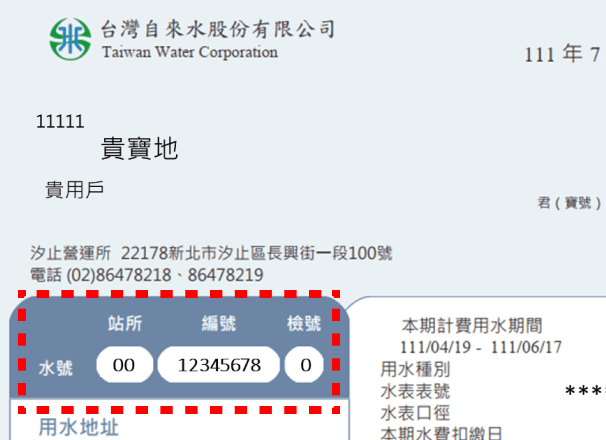 台灣自來水股份有限公司
Taiwan Water Corporation
111 年 7
11111
貴寶地
貴用戶
君 ( 寶號 )
汐止營運所 22178新北市汐止區長興街一段100號
電話 (02)86478218、86478219
站所 編號 檢號
水號 00 12345678 0
用水地址
本期計費用水期間
111/04/19 - 111/06/17
用水種別
水表表號 ****
水表口徑
本期水費扣繳日